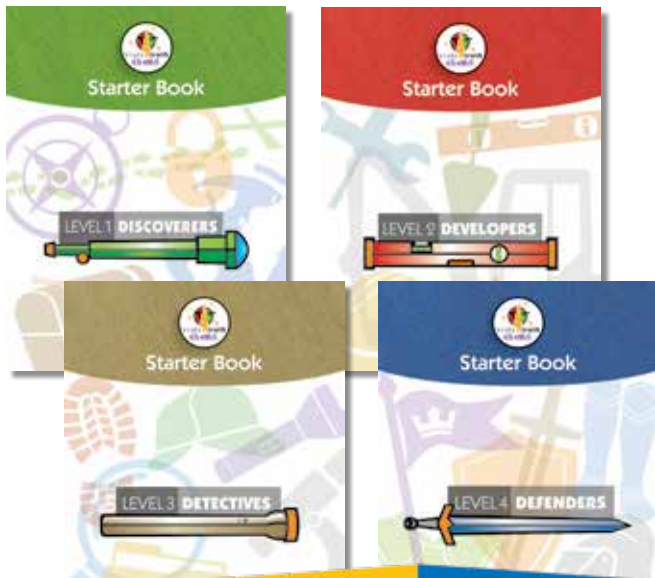 Starter Book
LEVEL 1 DISCOVERERS
Starter Book
LEVEL 2 DEVELOPERS
Starter Book
LEVEL 3 DETECTIVES
Starter Book
LEVEL 4 DEFENDERS